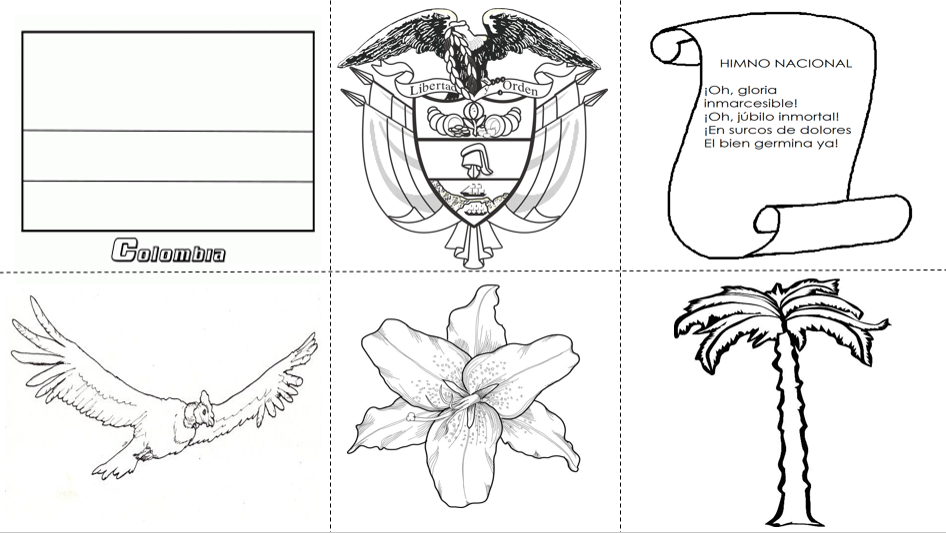 Colombia
Libertad Orden
HIMNO NACIONAL
¡Oh, gloria
inmarcesible!
¡Oh, júbilo inmortal!
¡En surcos de dolores
El bien germina ya!